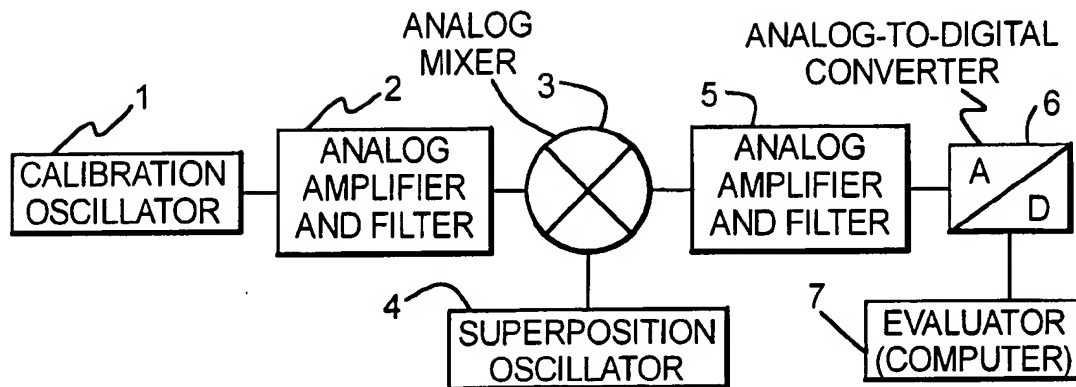 ANALOG
MIXER
ANALOG-TO-DIGITAL
CONVERTER
1
2
3
5
6
CALIBRATION
OSCILLATOR
ANALOG
AMPLIFIER
AND FILTER
ANALOG
AMPLIFIER
AND FILTER
A
D
4
SUPERPOSITION
OSCILLATOR
7
EVALUATOR
(COMPUTER)